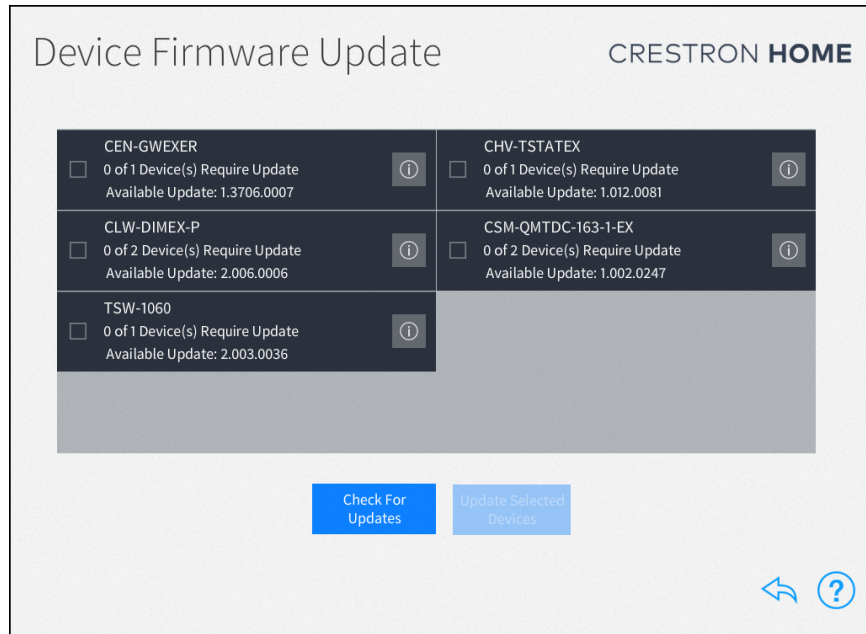 Device Firmware Update
CRESTRON HOME
CEN-GWEXER
0 of 1 Device(s) Require Update
Available Update: 1.3706.0007
CHV-TSTATEX
0 of 1 Device(s) Require Update
Available Update: 1.012.0081
CLW-DIMEX-P
0 of 2 Device(s) Require Update
Available Update: 2.006.0006
CSM-QMTDC-163-1-EX
0 of 2 Device(s) Require Update
Available Update: 1.002.0247
TSW-1060
0 of 1 Device(s) Require Update
Available Update: 2.003.0036
Check For
Updates
Update Selected
Devices
?